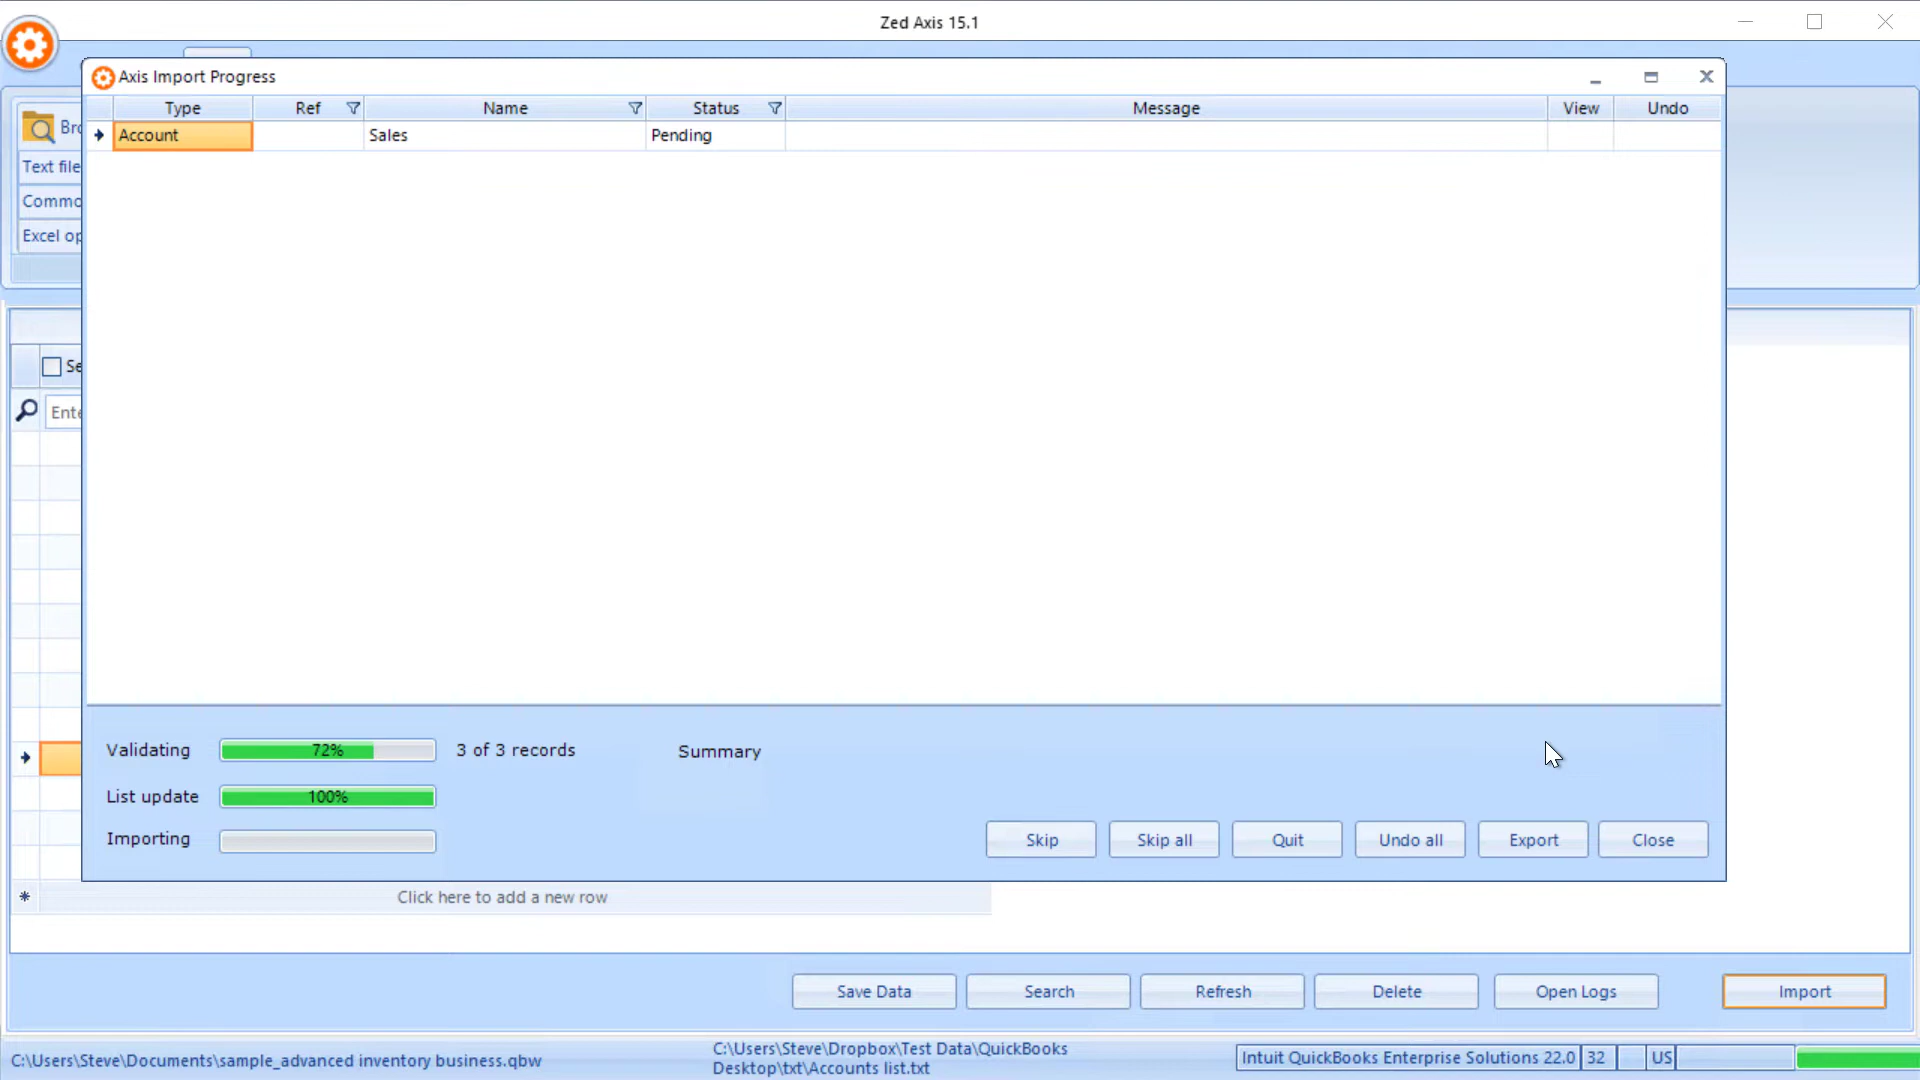 Zed Axis 15.1
Axis Import Progress
Type Ref Name Status Message View Undo
Account Sales Pending
Bro
Text file
Commo
Excel op
Se
Ente
Validating 72% 3 of 3 records Summary
List update 100%
Importing
Skip Skip all Quit Undo all Export Close
Click here to add a new row
Save Data Search Refresh Delete Open Logs Import
C:\Users\Steve\Documents\sample_advanced inventory business.qbw
C:\Users\Steve\Dropbox\Test Data\QuickBooks
Desktop\txt\Accounts list.txt
Intuit QuickBooks Enterprise Solutions 22.0 32 US